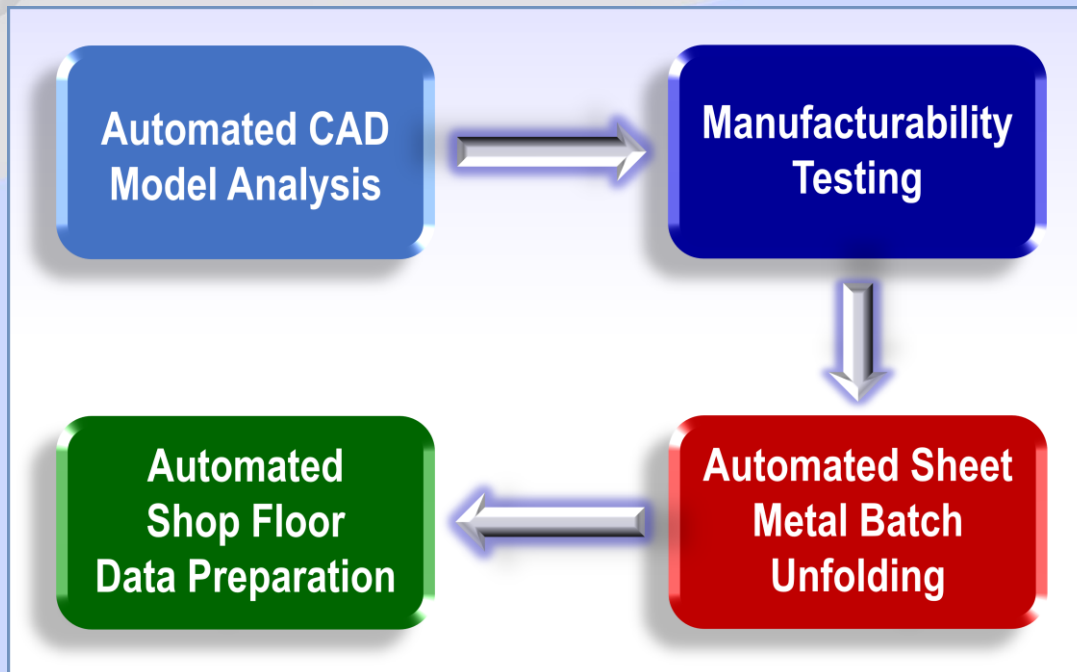 Automated CAD
Model Analysis
Manufacturability
Testing
Automated Sheet
Metal Batch
Unfolding
Automated
Shop Floor
Data Preparation